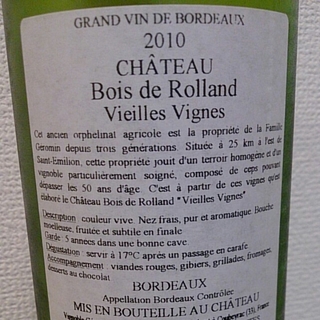 GRAND VIN DE BORDEAUX
2010
CHÂTEAU
Bois de Rolland
Vieilles Vignes
Cet ancien orphelinat agricole est la propriété de la Famille
Geromin depuis trois générations. Située à 25 km à l'est de
Saint-Emilion, cette propriété jouit d'un terroir homogène et d'un
vignoble particulièrement soigné, composé de ceps pouvant
dépasser les 50 ans d'âge. C'est à partir de ces vignes qu'est
élaboré le Château Bois de Rolland "Vieilles Vignes"
Description : couleur vive. Nez frais, pur et aromatique. Bouche
moelleuse, fruitée et subtile en finale
Garde : 5 années dans une bonne cave.
Dégustation : servir à 17°C après un passage en carafe.
Accompagnement : viandes rouges, gibiers, grillades, fromages,
desserts au chocolat
BORDEAUX
Appellation Bordeaux Contrôlée
MIS EN BOUTEILLE AU CHÂTEAU